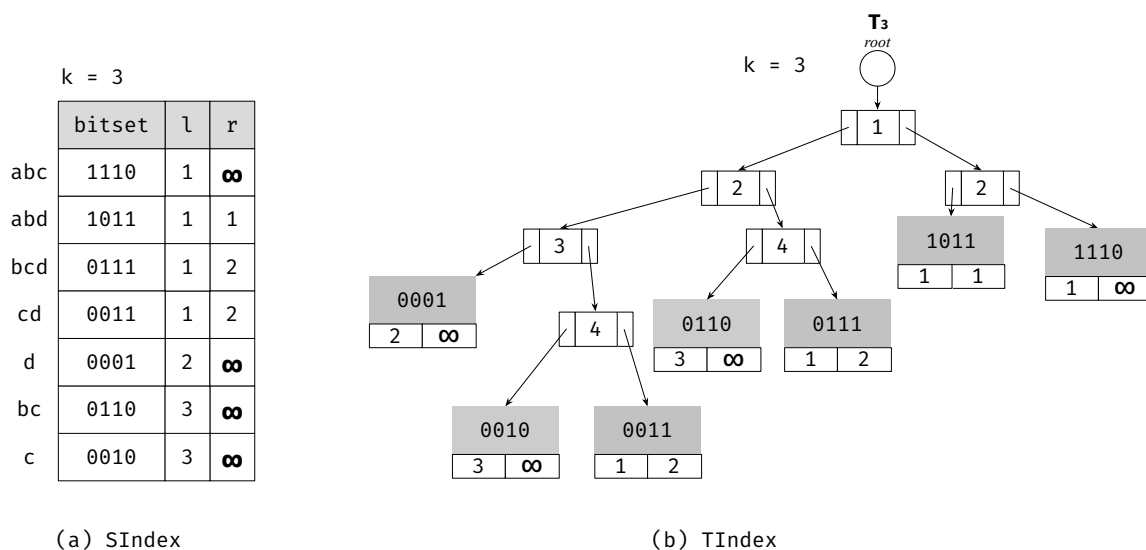 k = 3
bitset l r
abc 1110 1 ∞
abd 1011 1 1
bcd 0111 1 2
cd 0011 1 2
d 0001 2 ∞
bc 0110 3 ∞
c 0010 3 ∞
(a) SIndex
T3
root
k = 3
1
2 2
3 4
1011
1 1
1110
1 ∞
0001
2 ∞
4
0110
3 ∞
0111
1 2
0010
3 ∞
0011
1 2
(b) TIndex